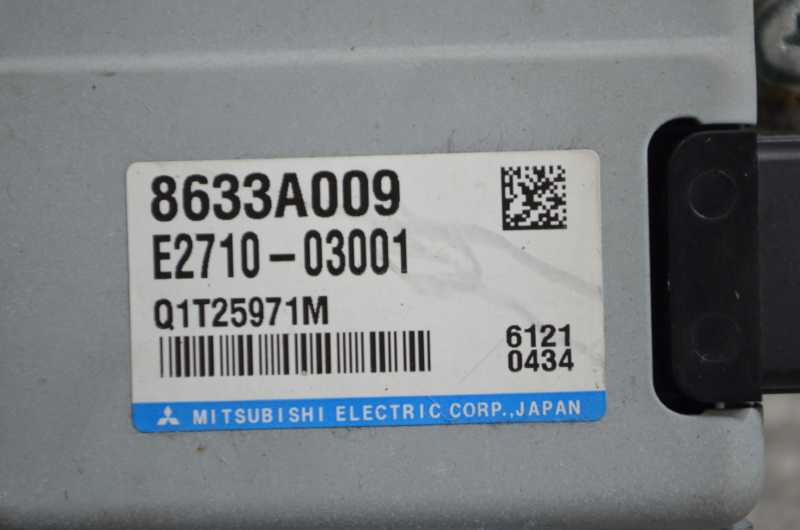 8633A009
E2710-03001
Q1T25971M
6121
0434
MITSUBISHI ELECTRIC CORP., JAPAN